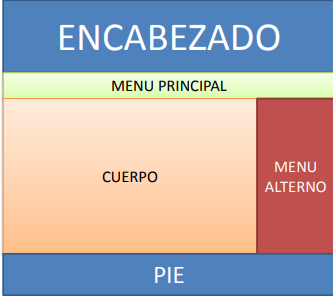 ENCABEZADO
MENU PRINCIPAL
CUERPO
MENU
ALTERNO
PIE